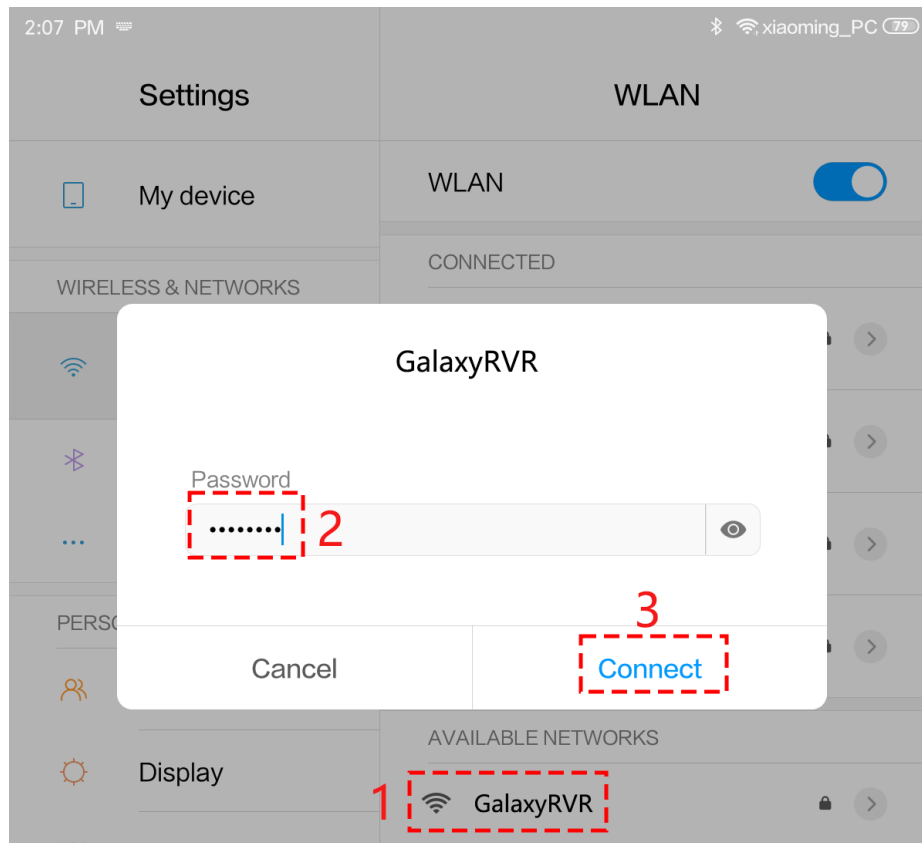 2:07 PM
xiaoming_PC 79
Settings
WLAN
My device
WLAN
CONNECTED
WIRELESS & NETWORKS
GalaxyRVR
Password
••••••••
2
3
PERSO
Cancel
Connect
AVAILABLE NETWORKS
Display
1
GalaxyRVR